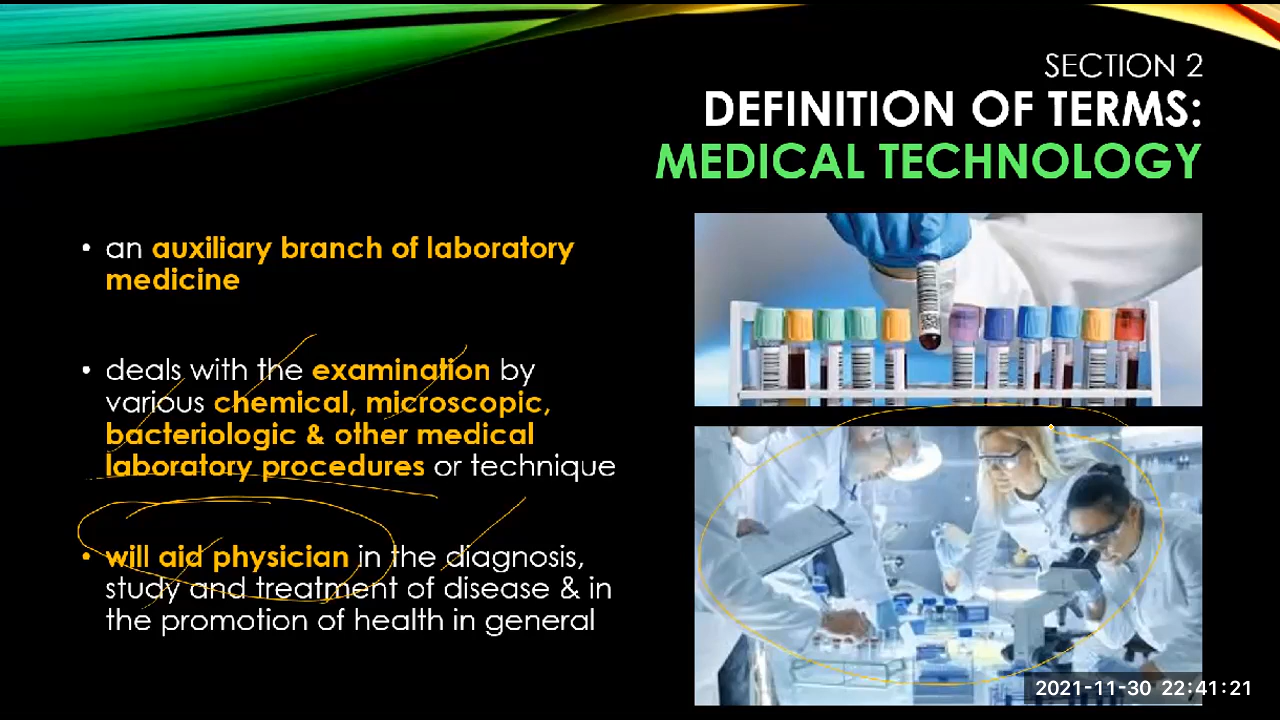 SECTION 2
DEFINITION OF TERMS:
MEDICAL TECHNOLOGY
• an auxiliary branch of laboratory
medicine
• deals with the examination by
various chemical, microscopic,
bacteriologic & other medical
laboratory procedures or technique
• will aid physician in the diagnosis,
study and treatment of disease & in
the promotion of health in general
2021-11-30 22:41:21